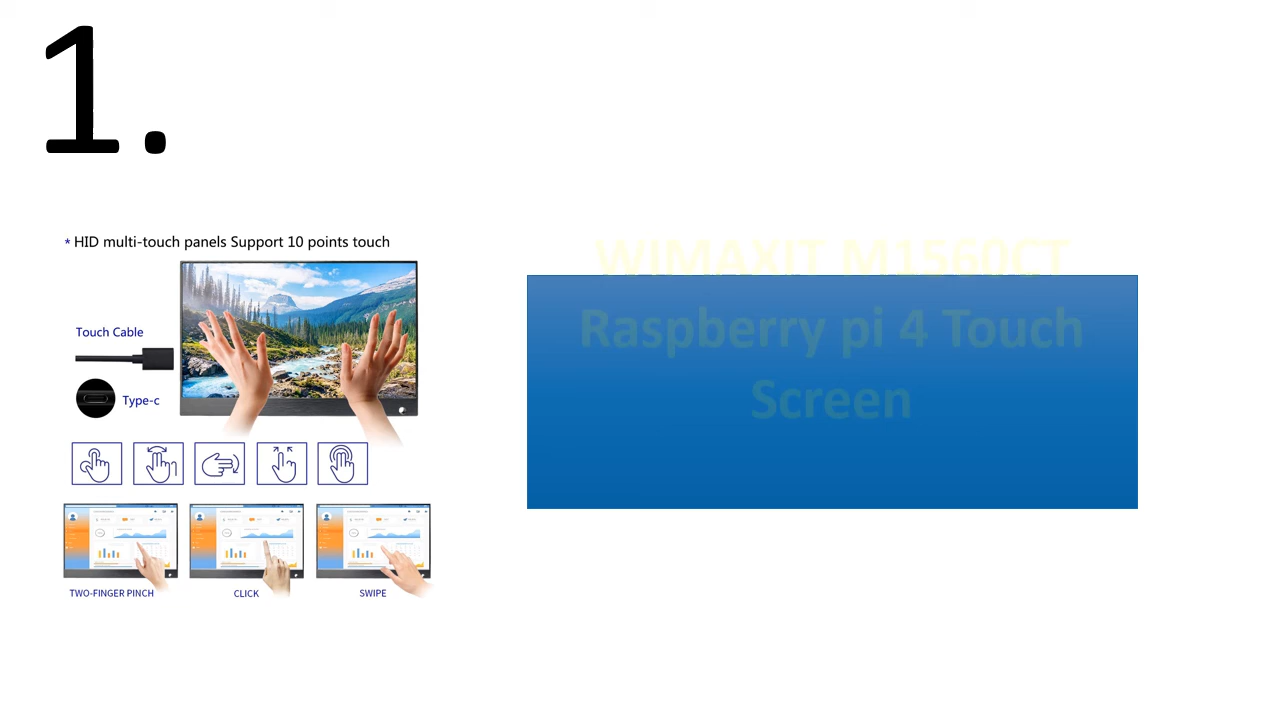 1.
* HID multi-touch panels Support 10 points touch
Touch Cable
Type-c
TWO-FINGER PINCH
CLICK
SWIPE
WIMAXIT M1560CT
Raspberry pi 4 Touch
Screen